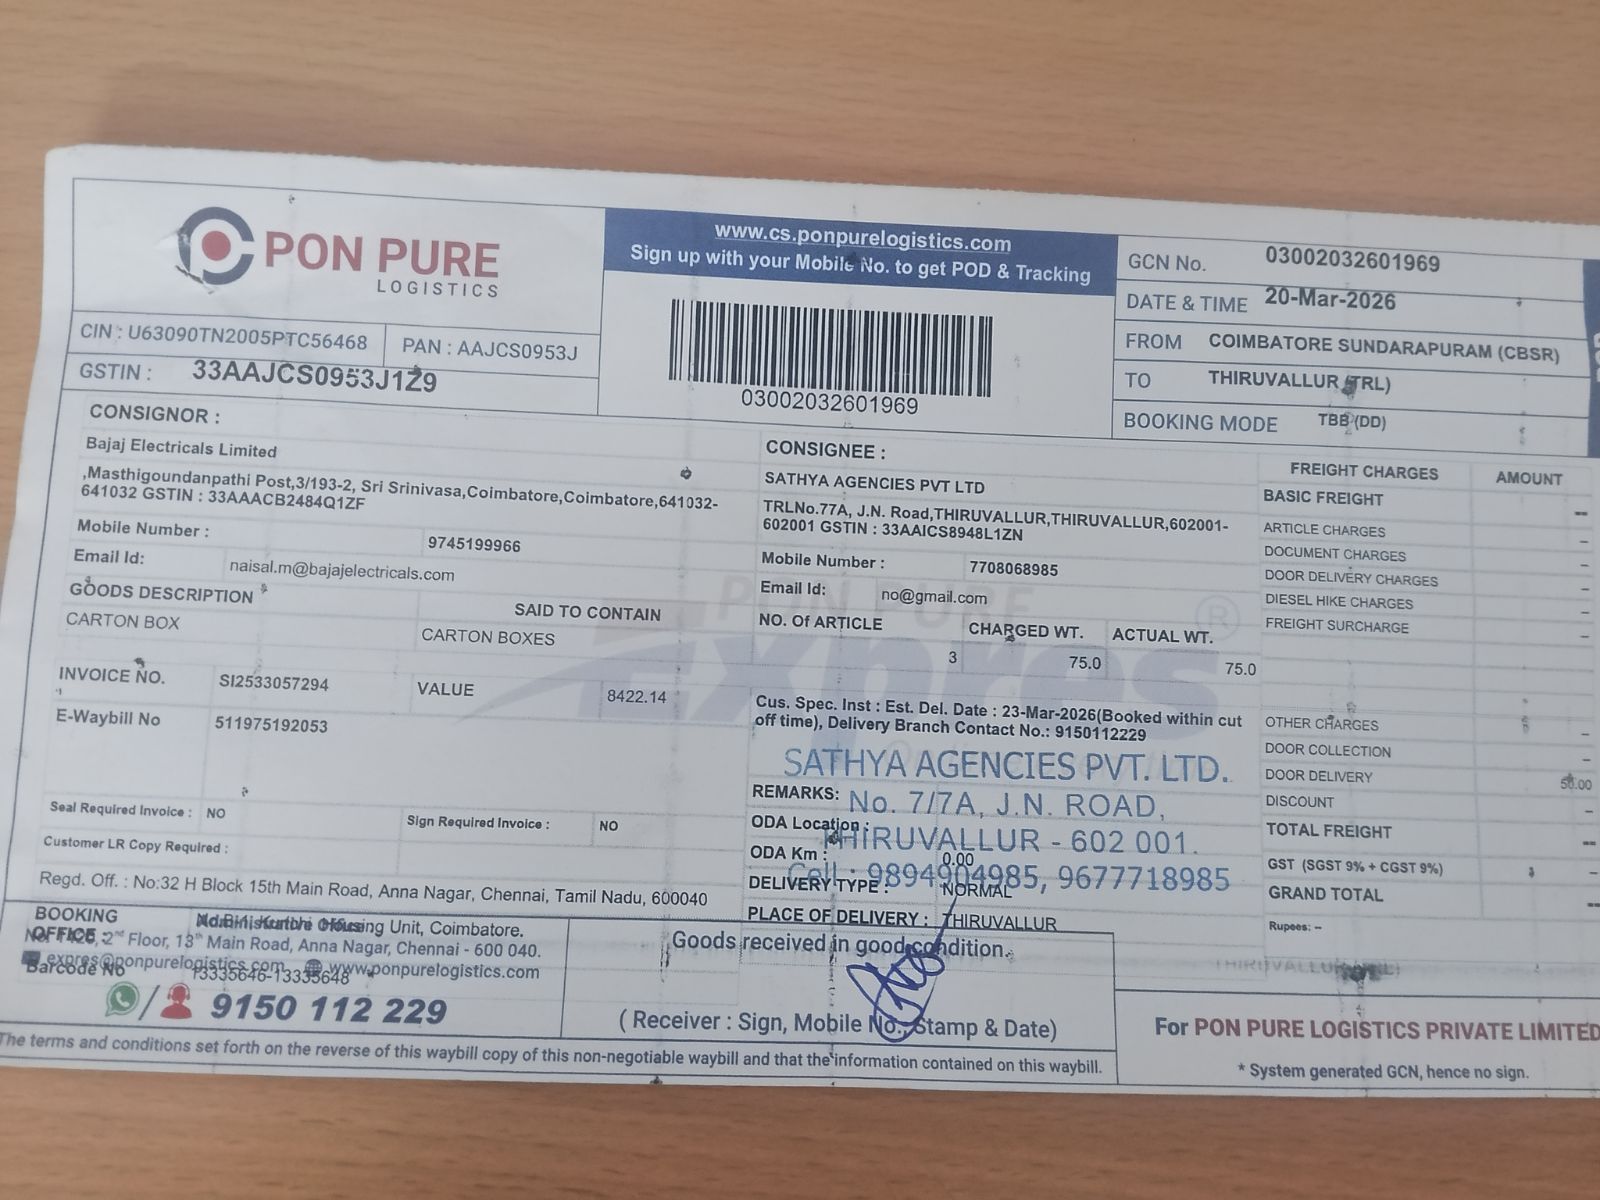 PON PURE
LOGISTICS
CIN : U63090TN2005PTC56468
PAN : AAJCS0953J
GSTIN : 33AAJCS0953J1Z9
www.cs.ponpurelogistics.com
Sign up with your Mobile No. to get POD & Tracking
03002032601969
GCN No. 03002032601969
DATE & TIME 20-Mar-2026
FROM COIMBATORE SUNDARAPURAM (CBSR)
TO THIRUVALLUR (TRL)
BOOKING MODE TBB (DD)
CONSIGNOR :
Bajaj Electricals Limited
,Masthigoundanpathi Post,3/193-2, Sri Srinivasa,Coimbatore,Coimbatore,641032-
641032 GSTIN : 33AAACB2484Q1ZF
Mobile Number : 9745199966
Email Id: naisal.m@bajajelectricals.com
GOODS DESCRIPTION SAID TO CONTAIN
CARTON BOX CARTON BOXES
INVOICE NO. SI2533057294 VALUE 8422.14
E-Waybill No 511975192053
Seal Required Invoice : NO Sign Required Invoice : NO
Customer LR Copy Required :
Regd. Off. : No:32 H Block 15th Main Road, Anna Nagar, Chennai, Tamil Nadu, 600040
CONSIGNEE :
SATHYA AGENCIES PVT LTD
TRLNo.77A, J.N. Road,THIRUVALLUR,THIRUVALLUR,602001-
602001 GSTIN : 33AAICS8948L1ZN
Mobile Number : 7708068985
Email Id: no@gmail.com
NO. Of ARTICLE CHARGED WT. ACTUAL WT.
3 75.0 75.0
PON PURE
Expres ®
Cus. Spec. Inst : Est. Del. Date : 23-Mar-2026(Booked within cut
off time), Delivery Branch Contact No.: 9150112229
SATHYA AGENCIES PVT. LTD.
No. 7/7A, J.N. ROAD,
THIRUVALLUR - 602 001.
Cell : 9894904985, 9677718985
REMARKS:
ODA Location :
ODA Km : 0.00
DELIVERY TYPE : NORMAL
PLACE OF DELIVERY : THIRUVALLUR
FREIGHT CHARGES AMOUNT
BASIC FREIGHT --
ARTICLE CHARGES –
DOCUMENT CHARGES –
DOOR DELIVERY CHARGES –
DIESEL HIKE CHARGES –
FREIGHT SURCHARGE –
OTHER CHARGES –
DOOR COLLECTION –
DOOR DELIVERY 50.00
DISCOUNT –
TOTAL FREIGHT --
GST (SGST 9% + CGST 9%) –
GRAND TOTAL --
Rupees: --
BOOKING
OFFICE :
Housing Unit, Coimbatore.
2nd Floor, 13th Main Road, Anna Nagar, Chennai - 600 040.
expres@ponpurelogistics.com www.ponpurelogistics.com
Barcode No 13335646-13335648
9150 112 229
Goods received in good condition.
( Receiver : Sign, Mobile No., Stamp & Date)
The terms and conditions set forth on the reverse of this waybill copy of this non-negotiable waybill and that the information contained on this waybill.
For PON PURE LOGISTICS PRIVATE LIMITED
* System generated GCN, hence no sign.